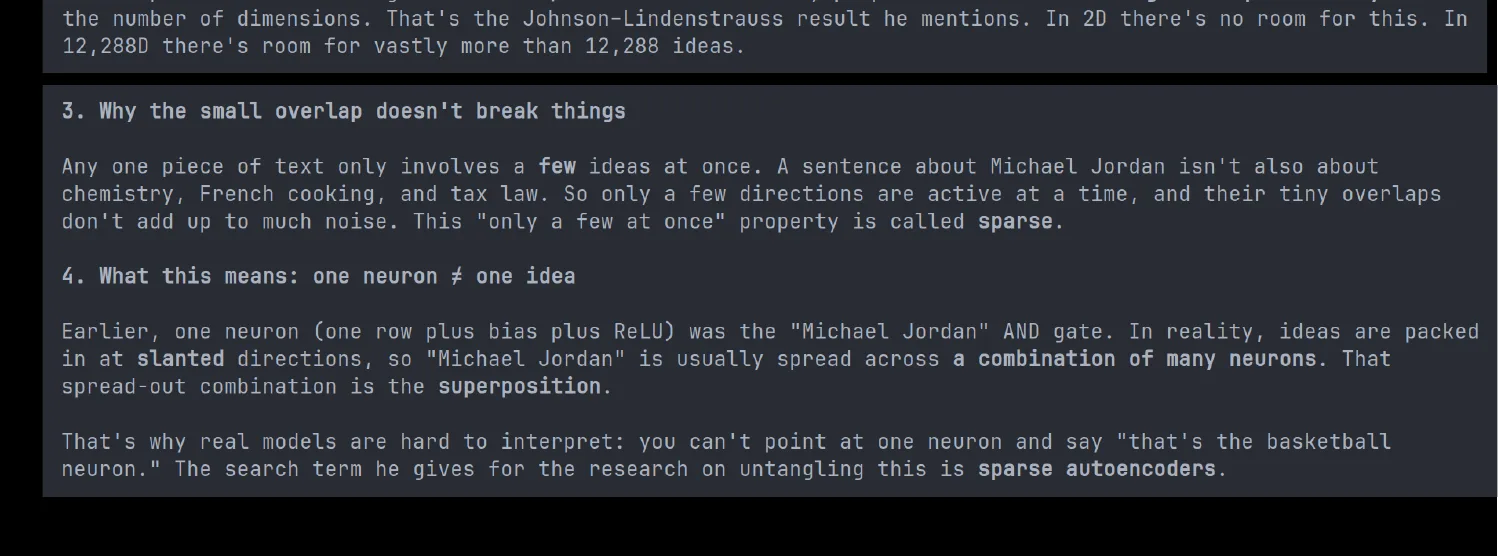 the number of dimensions. That's the Johnson-Lindenstrauss result he mentions. In 2D there's no room for this. In
12,288D there's room for vastly more than 12,288 ideas.
3. Why the small overlap doesn't break things
Any one piece of text only involves a few ideas at once. A sentence about Michael Jordan isn't also about
chemistry, French cooking, and tax law. So only a few directions are active at a time, and their tiny overlaps
don't add up to much noise. This "only a few at once" property is called sparse.
4. What this means: one neuron ≠ one idea
Earlier, one neuron (one row plus bias plus ReLU) was the "Michael Jordan" AND gate. In reality, ideas are packed
in at slanted directions, so "Michael Jordan" is usually spread across a combination of many neurons. That
spread-out combination is the superposition.
That's why real models are hard to interpret: you can't point at one neuron and say "that's the basketball
neuron." The search term he gives for the research on untangling this is sparse autoencoders.